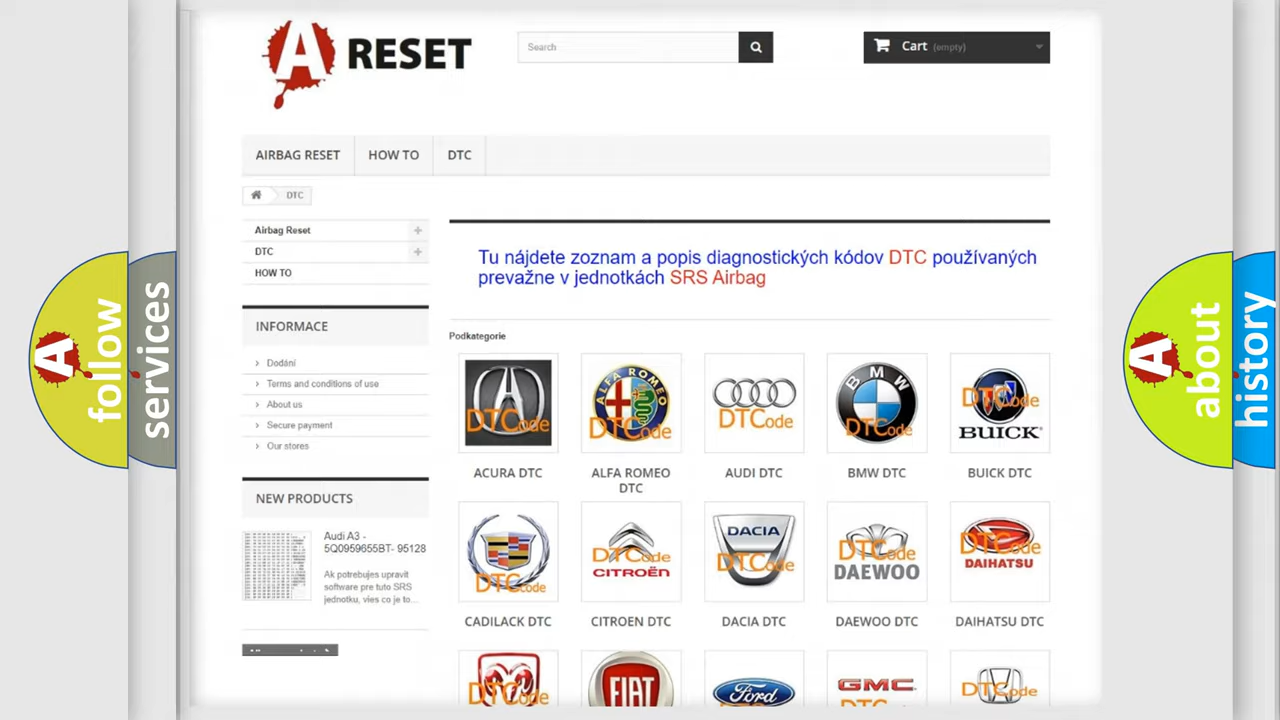 A RESET
Search
Cart (empty)
AIRBAG RESET
HOW TO
DTC
DTC
Airbag Reset
DTC
HOW TO
INFORMACE
Dodání
Terms and conditions of use
About us
Secure payment
Our stores
NEW PRODUCTS
Audi A3 -
5Q0959655BT- 95128
Ak potrebujes upravit
software pre tuto SRS
jednotku, vies co je to...
Tu nájdete zoznam a popis diagnostických kódov DTC používaných
prevažne v jednotkách SRS Airbag
Podkategorie
DTCode
ALFA ROMEO
DTCode
DTCode
BMW
DTCode
DTCode
BUICK
ACURA DTC
ALFA ROMEO
DTC
AUDI DTC
BMW DTC
BUICK DTC
DTCode
DTCode
CITROËN
DACIA
DTCode
DTCode
DAEWOO
DTCode
DAIHATSU
CADILACK DTC
CITROEN DTC
DACIA DTC
DAEWOO DTC
DAIHATSU DTC
DTCode
FIAT
Ford
GMC
DTCode
A follow
services
A about
history